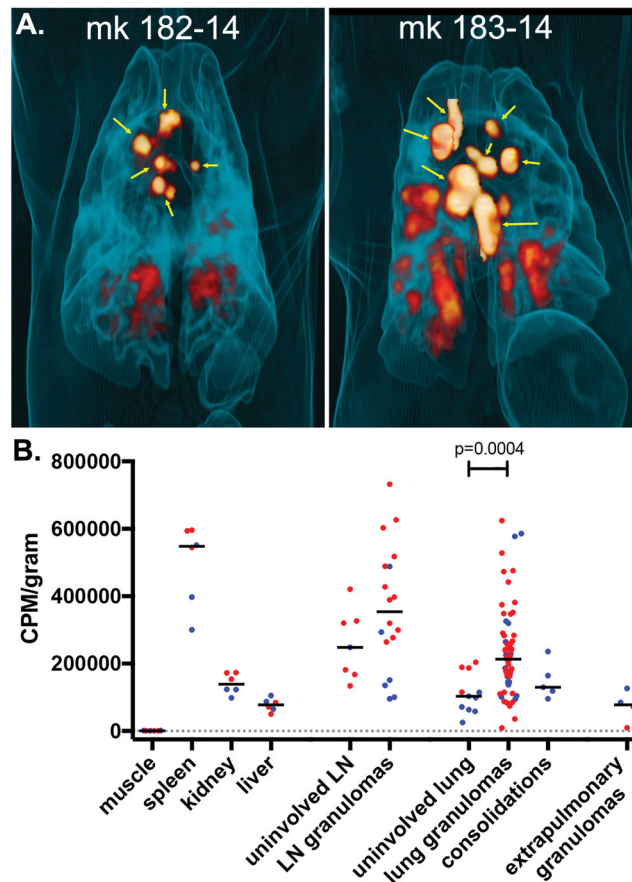 A.
mk 182-14
mk 183-14
B.
p=0.0004
800000
600000
400000
200000
0
CPM/gram
muscle
spleen
kidney
liver
uninvolved LN
LN granulomas
uninvolved lung
lung granulomas
consolidations
extrapulmonary
granulomas